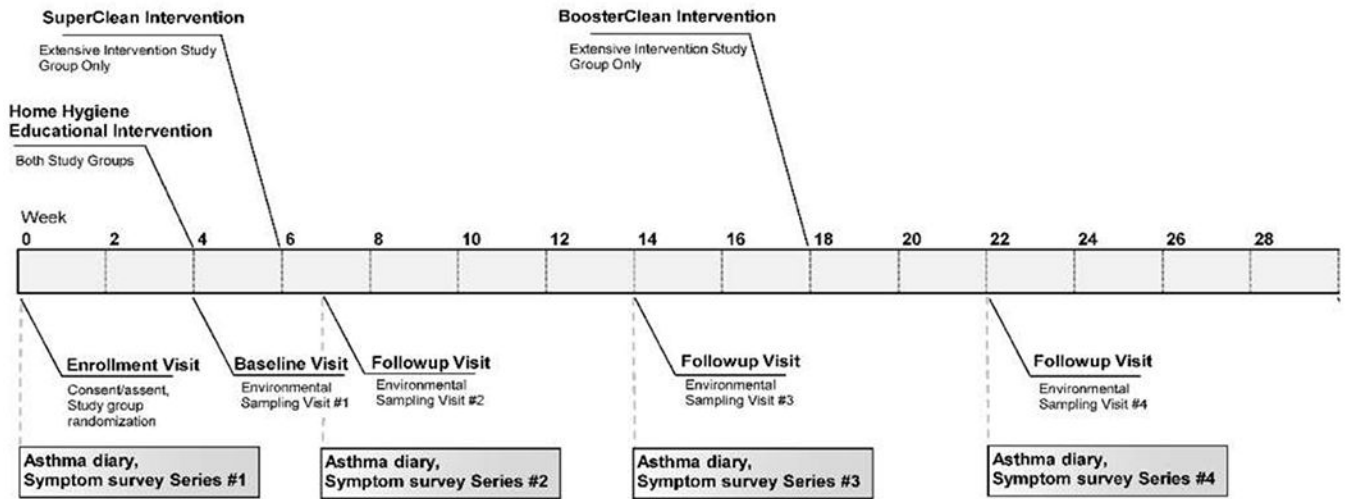 SuperClean Intervention
Extensive Intervention Study
Group Only
BoosterClean Intervention
Extensive Intervention Study
Group Only
Home Hygiene
Educational Intervention
Both Study Groups
Week
0 2 4 6 8 10 12 14 16 18 20 22 24 26 28
Enrollment Visit
Consent/assent,
Study group
randomization
Baseline Visit
Environmental
Sampling Visit #1
Followup Visit
Environmental
Sampling Visit #2
Followup Visit
Environmental
Sampling Visit #3
Followup Visit
Environmental
Sampling Visit #4
Asthma diary,
Symptom survey Series #1
Asthma diary,
Symptom survey Series #2
Asthma diary,
Symptom survey Series #3
Asthma diary,
Symptom survey Series #4